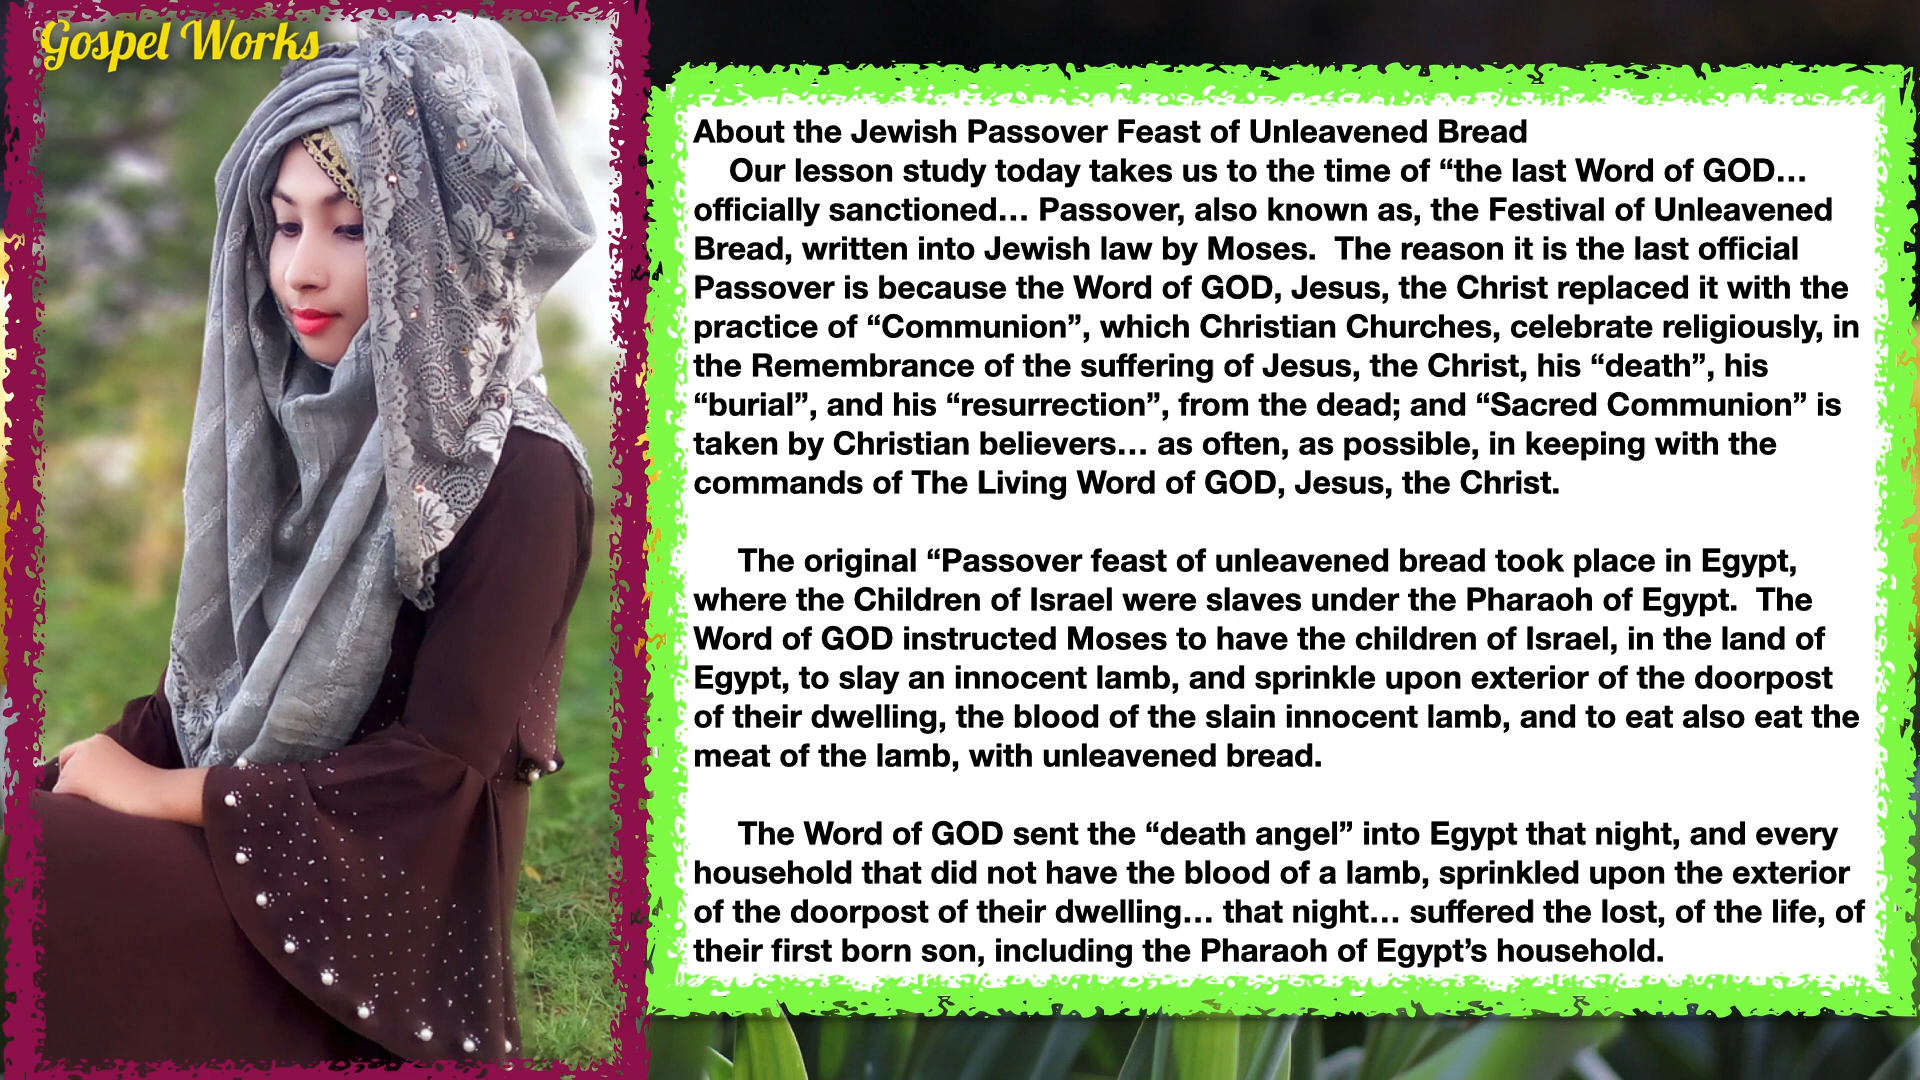 Gospel Works
About the Jewish Passover Feast of Unleavened Bread
Our lesson study today takes us to the time of “the last Word of GOD…
officially sanctioned… Passover, also known as, the Festival of Unleavened
Bread, written into Jewish law by Moses.  The reason it is the last official
Passover is because the Word of GOD, Jesus, the Christ replaced it with the
practice of “Communion”, which Christian Churches, celebrate religiously, in
the Remembrance of the suffering of Jesus, the Christ, his “death”, his
“burial”, and his “resurrection”, from the dead; and “Sacred Communion” is
taken by Christian believers… as often, as possible, in keeping with the
commands of The Living Word of GOD, Jesus, the Christ.
The original “Passover feast of unleavened bread took place in Egypt,
where the Children of Israel were slaves under the Pharaoh of Egypt.  The
Word of GOD instructed Moses to have the children of Israel, in the land of
Egypt, to slay an innocent lamb, and sprinkle upon exterior of the doorpost
of their dwelling, the blood of the slain innocent lamb, and to eat also eat the
meat of the lamb, with unleavened bread.
The Word of GOD sent the “death angel” into Egypt that night, and every
household that did not have the blood of a lamb, sprinkled upon the exterior
of the doorpost of their dwelling… that night… suffered the lost, of the life, of
their first born son, including the Pharaoh of Egypt’s household.